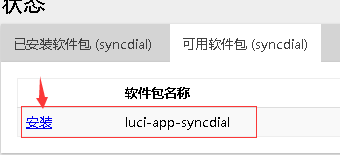 状态
已安装软件包 (syncdial)
可用软件包 (syncdial)
软件包名称
安装 luci-app-syncdial